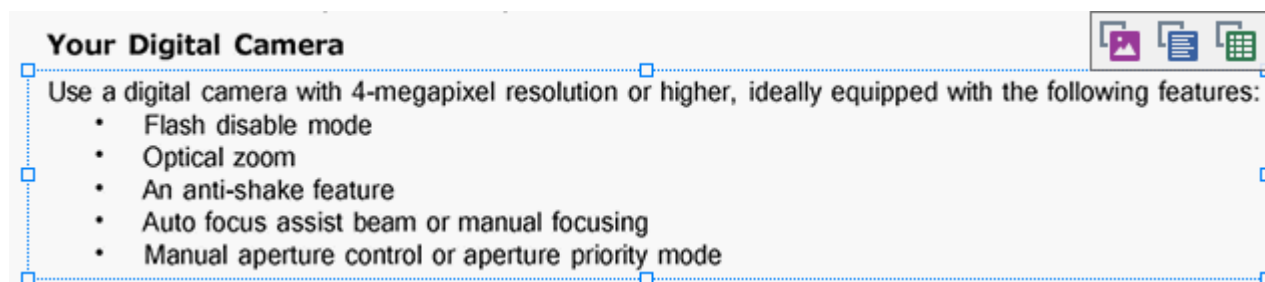 Your Digital Camera
Use a digital camera with 4-megapixel resolution or higher, ideally equipped with the following features:
• Flash disable mode
• Optical zoom
• An anti-shake feature
• Auto focus assist beam or manual focusing
• Manual aperture control or aperture priority mode